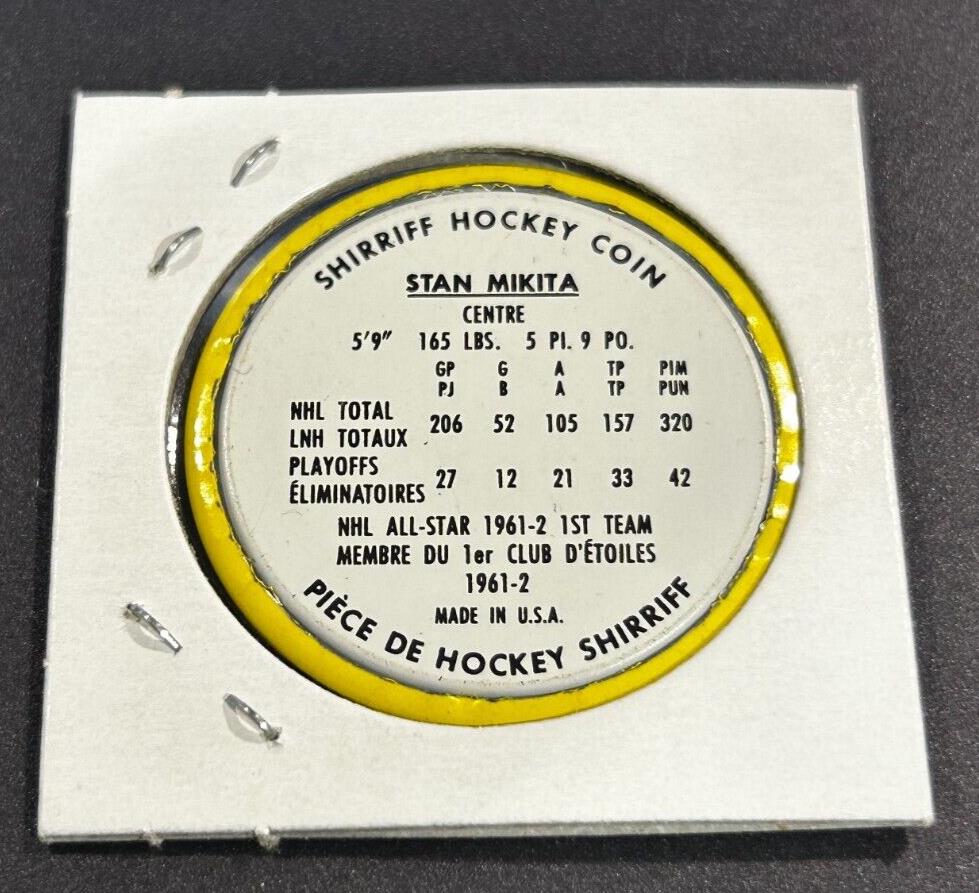 SHIRRIFF HOCKEY COIN
STAN MIKITA
CENTRE
5'9" 165 LBS. 5 PI. 9 PO.
GP G A TP PIM
PJ B A TP PUN
NHL TOTAL
LNH TOTAUX 206 52 105 157 320
PLAYOFFS
ÉLIMINATOIRES 27 12 21 33 42
NHL ALL-STAR 1961-2 1ST TEAM
MEMBRE DU 1er CLUB D'ÉTOILES
1961-2
MADE IN U.S.A.
PIÈCE DE HOCKEY SHIRRIFF